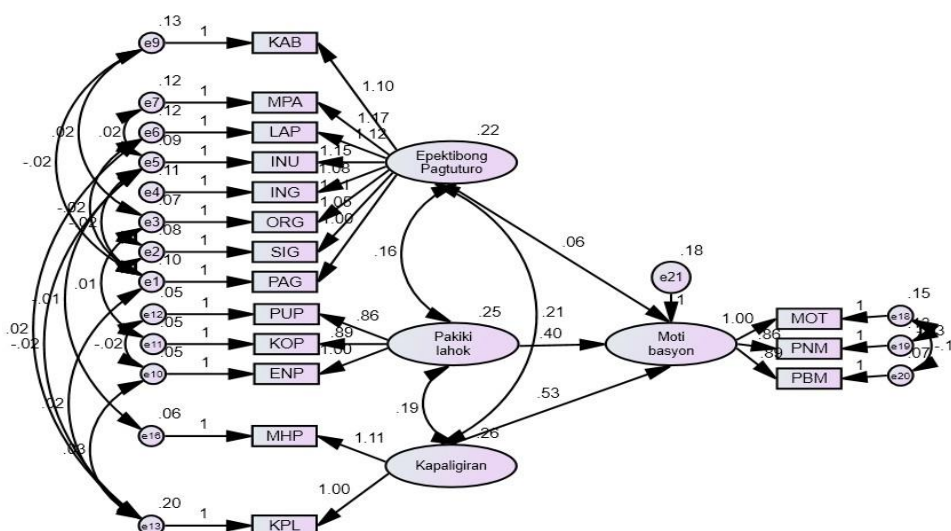 .13
e9 1 KAB
1.10
.12
e7 1 MPA
1.17
.12
e6 1 LAP
1.12
.22
.02
.02
.09
e5 1 INU
1.15
Epektibong
Pagtuturo
-.02
.11
e4 1 ING
1.08
.07
e3 1 ORG
1.05
-.02
-.02
.08
e2 1 SIG
1.00
.06
.18
e21
.10
e1 1 PAG
.16
.01
.05
e12 1 PUP
.86
.25
.21
1
.15
-.01
.05
e11 1 KOP
.89
Pakiki
lahok
.40
Moti
basyon
1.00
MOT 1 e18
.02
-.02
.05
e10 1 ENP
1.00
.86
PNM 1 e19
.89
.07
PBM 1 e20
.19
.53
.02
.06
e16 1 MHP
1.11
.26
.03
Kapaligiran
1.00
.20
e13 1 KPL